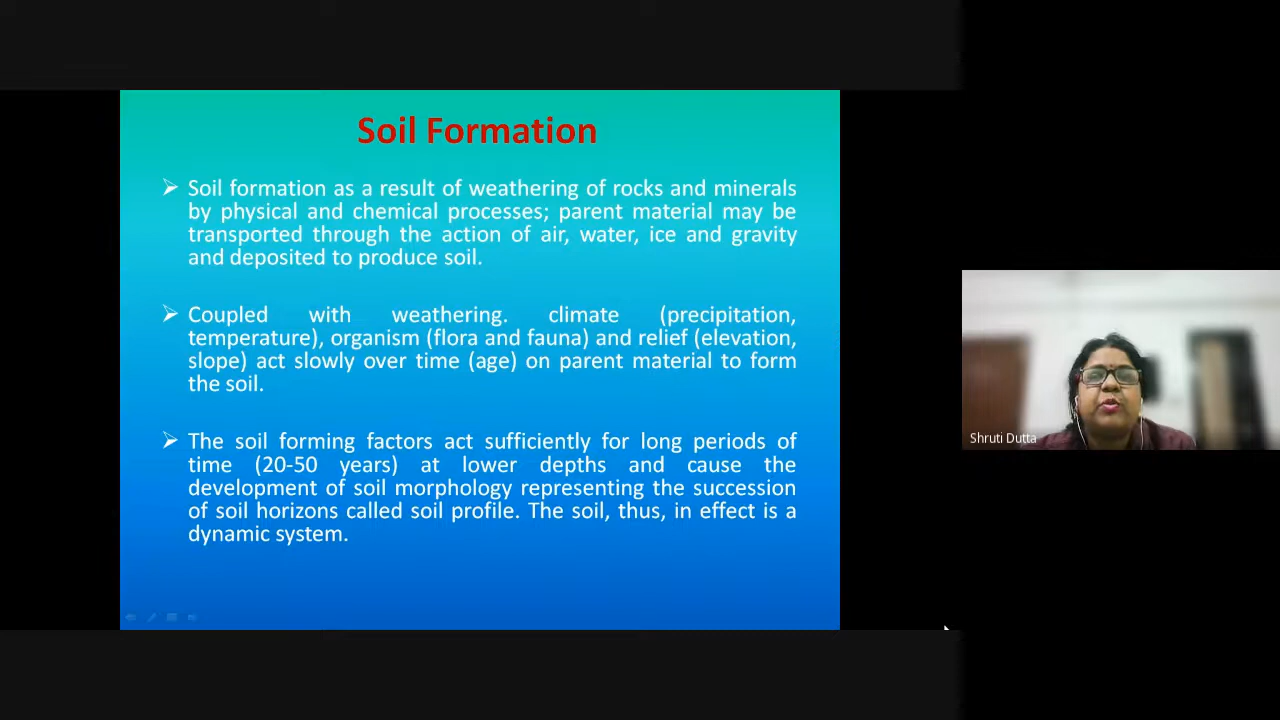 Soil Formation
➢ Soil formation as a result of weathering of rocks and minerals
by physical and chemical processes; parent material may be
transported through the action of air, water, ice and gravity
and deposited to produce soil.
➢ Coupled with weathering. climate (precipitation,
temperature), organism (flora and fauna) and relief (elevation,
slope) act slowly over time (age) on parent material to form
the soil.
➢ The soil forming factors act sufficiently for long periods of
time (20-50 years) at lower depths and cause the
development of soil morphology representing the succession
of soil horizons called soil profile. The soil, thus, in effect is a
dynamic system.
Shruti Dutta